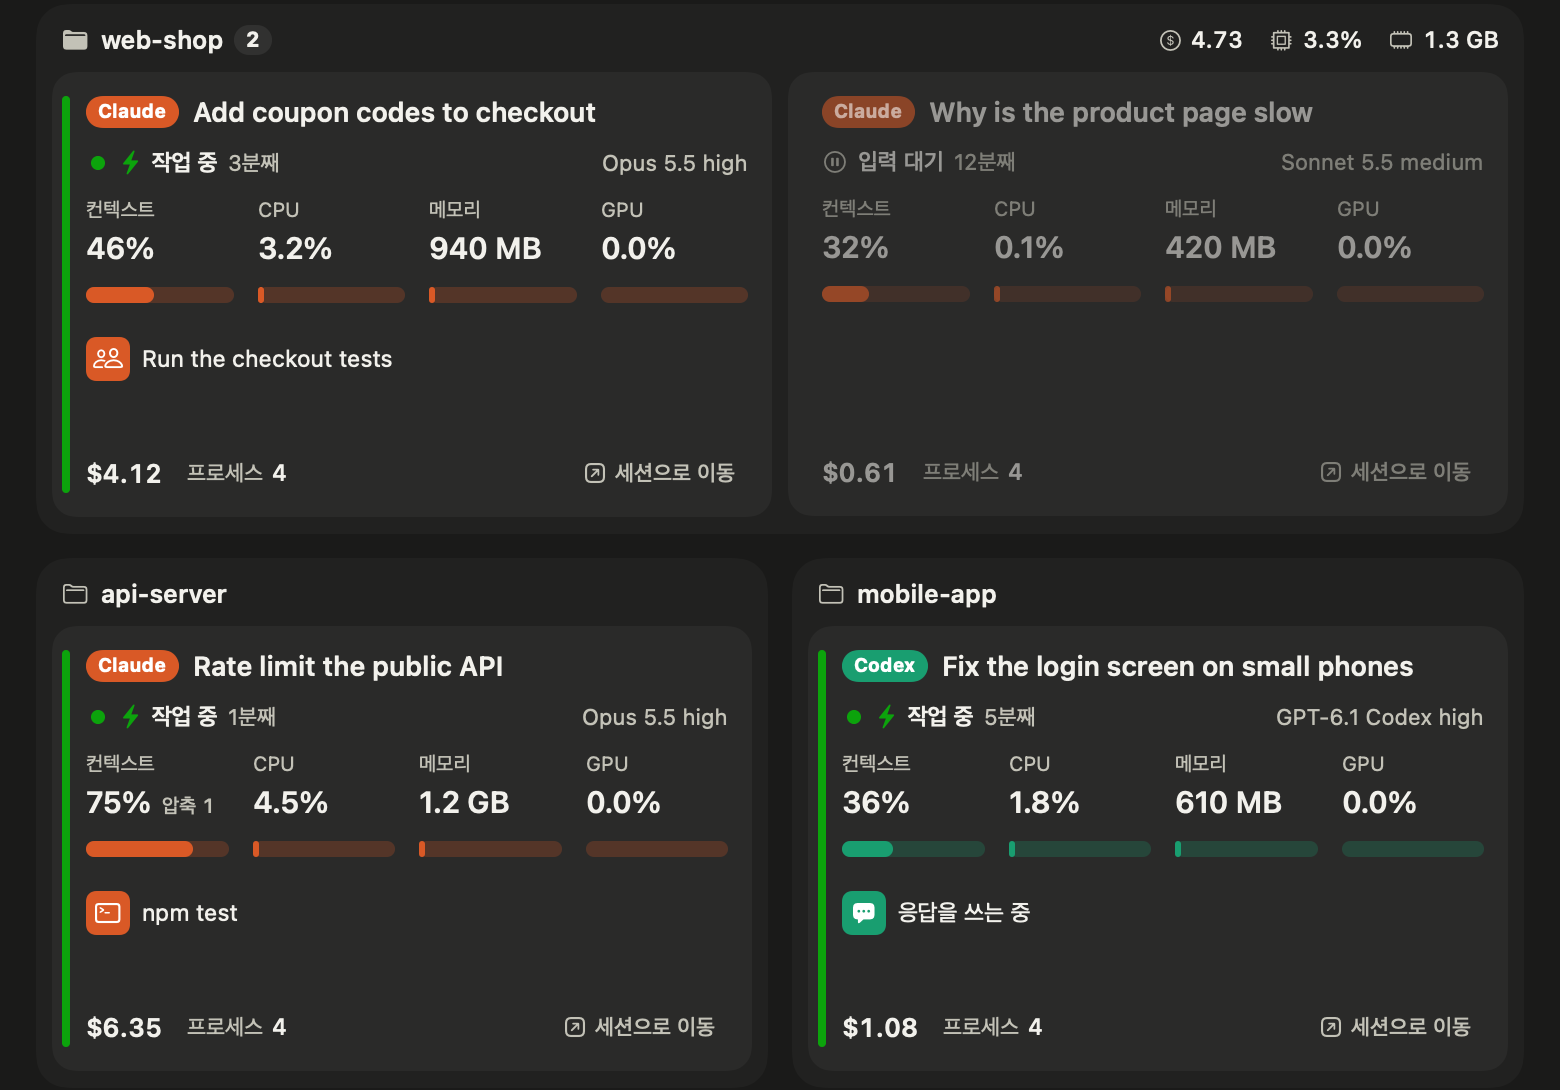 web-shop 2 4.73 3.3% 1.3 GB
Claude Add coupon codes to checkout
작업 중 3분째 Opus 5.5 high
컨텍스트 CPU 메모리 GPU
46% 3.2% 940 MB 0.0%
Run the checkout tests
$4.12 프로세스 4 세션으로 이동
Claude Why is the product page slow
입력 대기 12분째 Sonnet 5.5 medium
컨텍스트 CPU 메모리 GPU
32% 0.1% 420 MB 0.0%
$0.61 프로세스 4 세션으로 이동
api-server
Claude Rate limit the public API
작업 중 1분째 Opus 5.5 high
컨텍스트 CPU 메모리 GPU
75% 압축 1 4.5% 1.2 GB 0.0%
npm test
$6.35 프로세스 4 세션으로 이동
mobile-app
Codex Fix the login screen on small phones
작업 중 5분째 GPT-6.1 Codex high
컨텍스트 CPU 메모리 GPU
36% 1.8% 610 MB 0.0%
응답을 쓰는 중
$1.08 프로세스 4 세션으로 이동